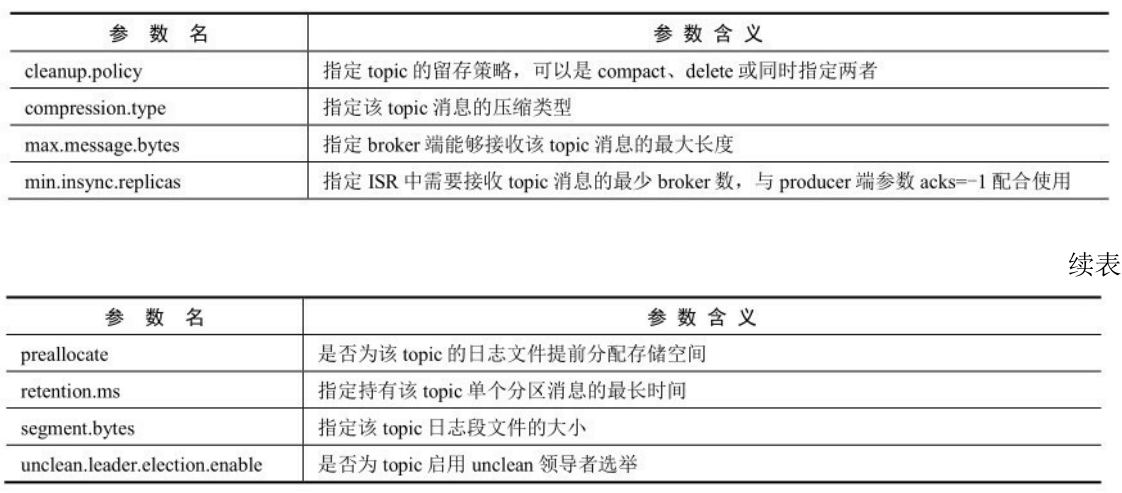 参 数 名 参 数 含 义
cleanup.policy 指定 topic 的留存策略，可以是 compact、delete 或同时指定两者
compression.type 指定该 topic 消息的压缩类型
max.message.bytes 指定 broker 端能够接收该 topic 消息的最大长度
min.insync.replicas 指定 ISR 中需要接收 topic 消息的最少 broker 数，与 producer 端参数 acks=−1 配合使用
续表
参 数 名 参 数 含 义
preallocate 是否为该 topic 的日志文件提前分配存储空间
retention.ms 指定持有该 topic 单个分区消息的最长时间
segment.bytes 指定该 topic 日志段文件的大小
unclean.leader.election.enable 是否为 topic 启用 unclean 领导者选举